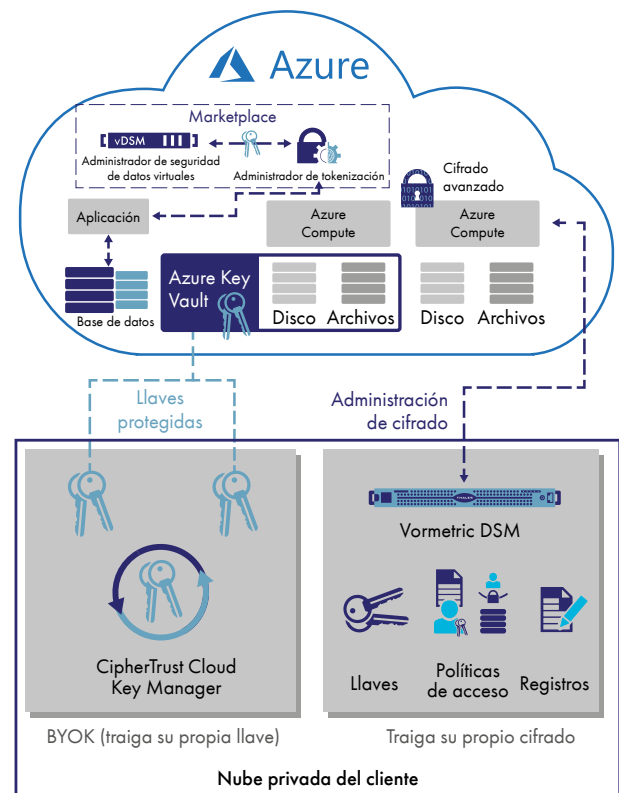 Azure
Marketplace
vDSM
Administrador de seguridad
de datos virtuales
Administrador de tokenización
Cifrado
avanzado
Aplicación
Azure
Compute
Azure
Compute
Base de datos
Azure Key
Vault
Disco
Archivos
Disco
Archivos
Llaves
protegidas
Administración
de cifrado
THALES
Vormetric DSM
CipherTrust Cloud
Key Manager
Llaves
Políticas
de acceso
Registros
BYOK (traiga su propia llave)
Traiga su propio cifrado
Nube privada del cliente